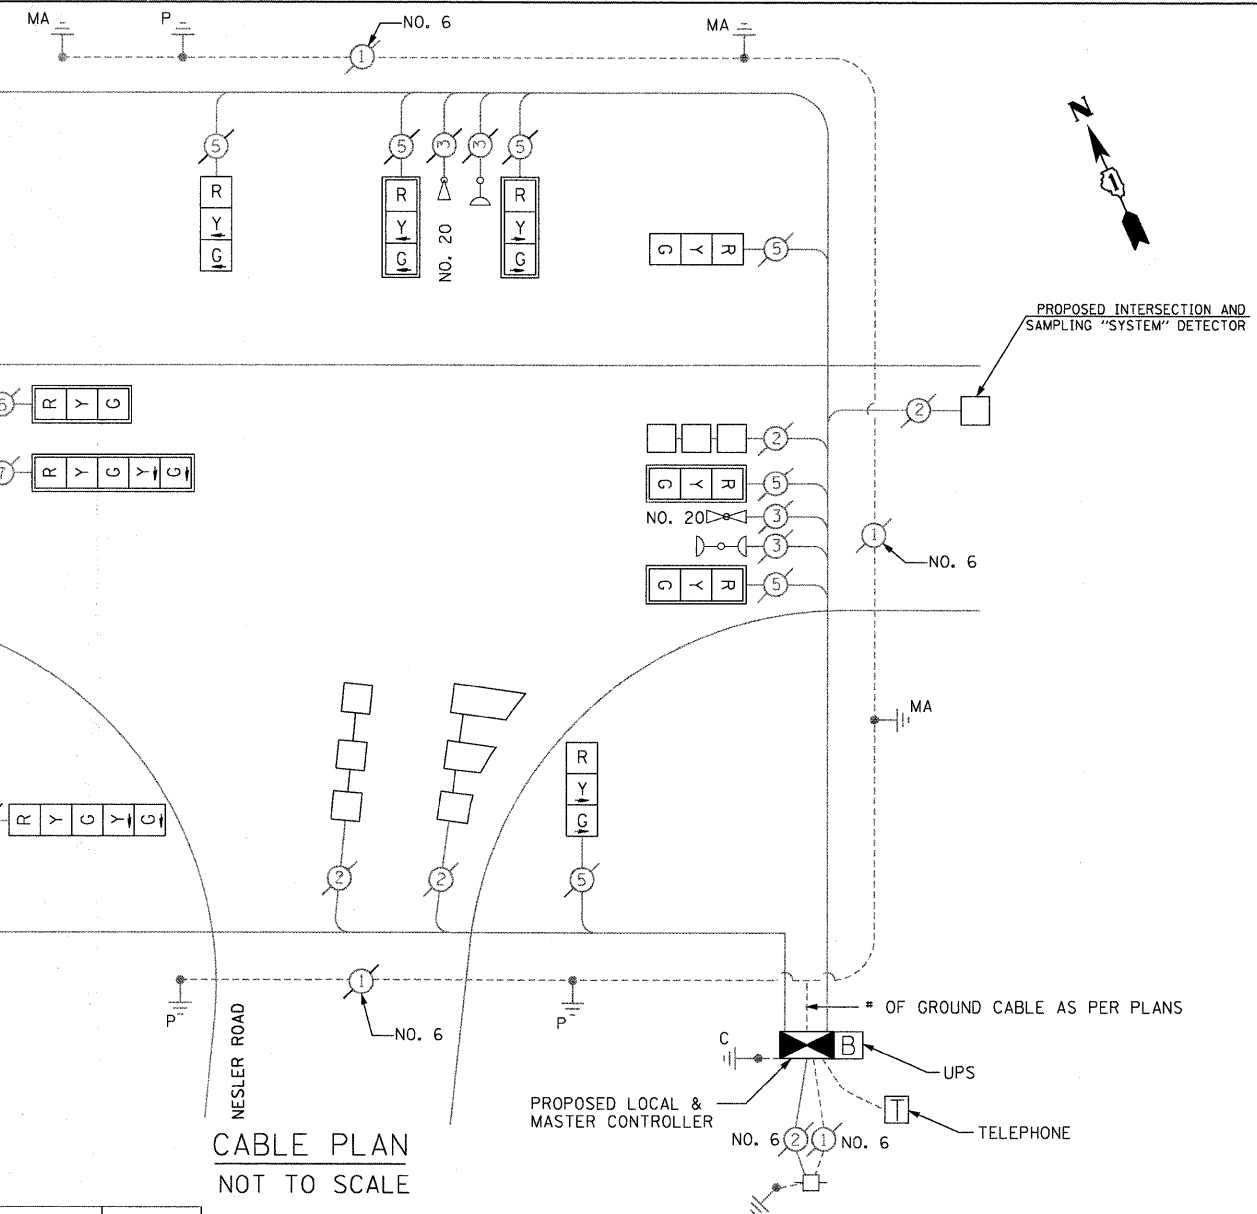 MA
P
NO. 6
MA
1
N
1
5
5
3
3
5
R
Y
G
R
Y
G
NO. 20
R
Y
G
G Y R
5
PROPOSED INTERSECTION AND
SAMPLING "SYSTEM" DETECTOR
R Y G
2
2
7
R Y G Y G
G Y R
5
NO. 20
3
1
3
NO. 6
G Y R
5
MA
R
Y
G
R Y G Y G
2
2
5
1
P
P
NO. 6
NESLER ROAD
# OF GROUND CABLE AS PER PLANS
C
B
UPS
PROPOSED LOCAL &
MASTER CONTROLLER
T
TELEPHONE
NO. 6
2
1
NO. 6
CABLE PLAN
NOT TO SCALE